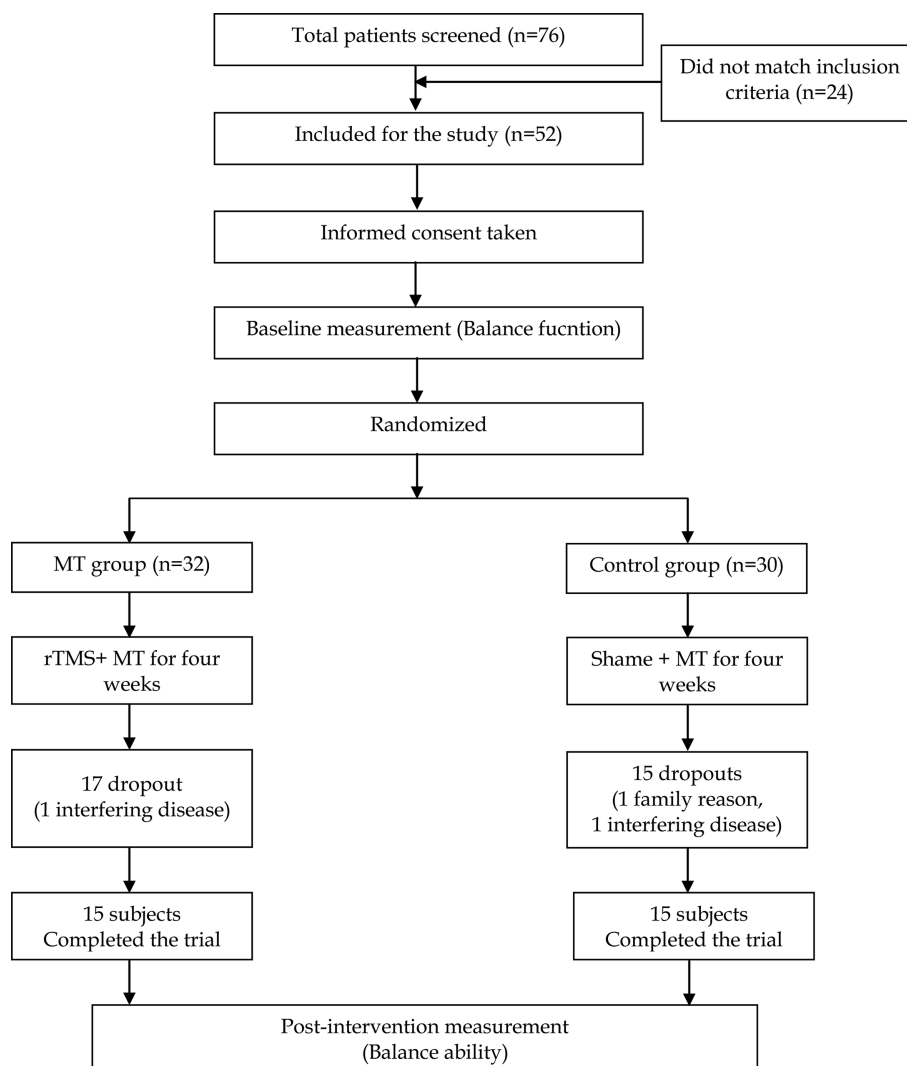 Total patients screened (n=76)
Did not match inclusion
criteria (n=24)
Included for the study (n=52)
Informed consent taken
Baseline measurement (Balance fucntion)
Randomized
MT group (n=32)
Control group (n=30)
rTMS+ MT for four
weeks
Shame + MT for four
weeks
17 dropout
(1 interfering disease)
15 dropouts
(1 family reason,
1 interfering disease)
15 subjects
Completed the trial
15 subjects
Completed the trial
Post-intervention measurement
(Balance ability)